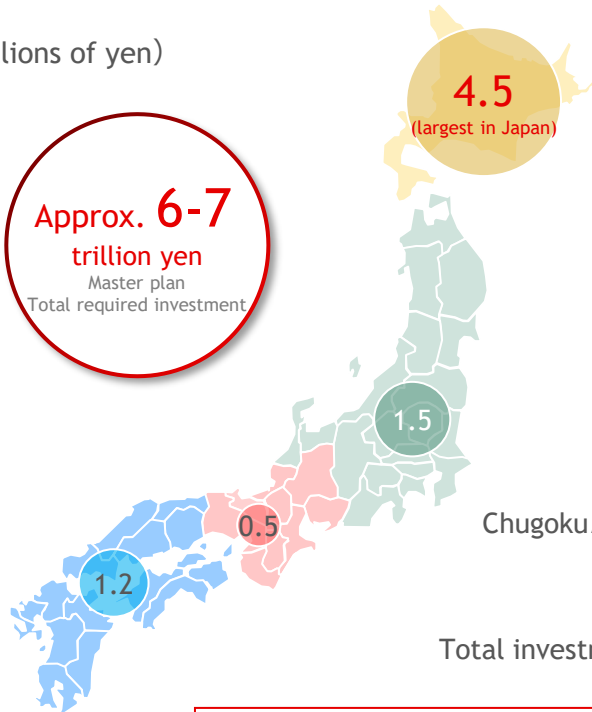 lions of yen）
4.5
(largest in Japan)
Approx. 6-7
trillion yen
Master plan
Total required investment
1.5
0.5
Chugoku
1.2
Total investm